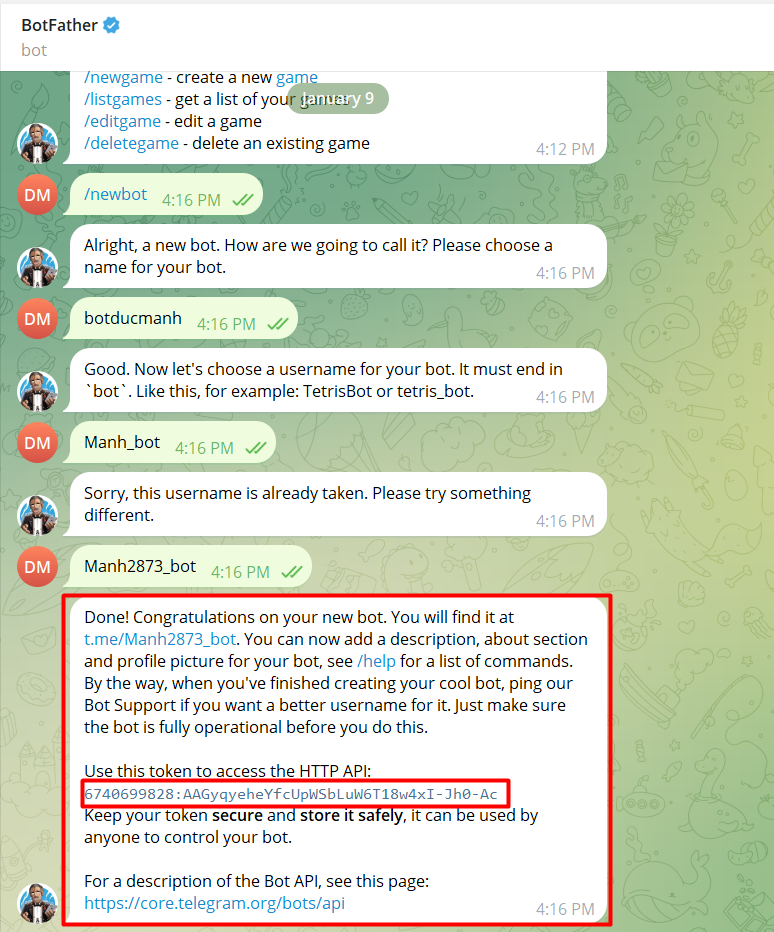 BotFather
bot
/newgame - create a new game
/listgames - get a list of your games
January 9
/editgame - edit a game
/deletegame - delete an existing game
4:12 PM
DM
/newbot
4:16 PM
Alright, a new bot. How are we going to call it? Please choose a
name for your bot.
4:16 PM
DM
botducmanh
4:16 PM
Good. Now let's choose a username for your bot. It must end in
`bot`. Like this, for example: TetrisBot or tetris_bot.
4:16 PM
DM
Manh_bot
4:16 PM
Sorry, this username is already taken. Please try something
different.
4:16 PM
DM
Manh2873_bot
4:16 PM
Done! Congratulations on your new bot. You will find it at
t.me/Manh2873_bot. You can now add a description, about section
and profile picture for your bot, see /help for a list of commands.
By the way, when you've finished creating your cool bot, ping our
Bot Support if you want a better username for it. Just make sure
the bot is fully operational before you do this.
Use this token to access the HTTP API:
6740699828:AAGyqyeheYfcUpWSbLuW6T18w4xI-Jh0-Ac
Keep your token secure and store it safely, it can be used by
anyone to control your bot.
For a description of the Bot API, see this page:
https://core.telegram.org/bots/api
4:16 PM